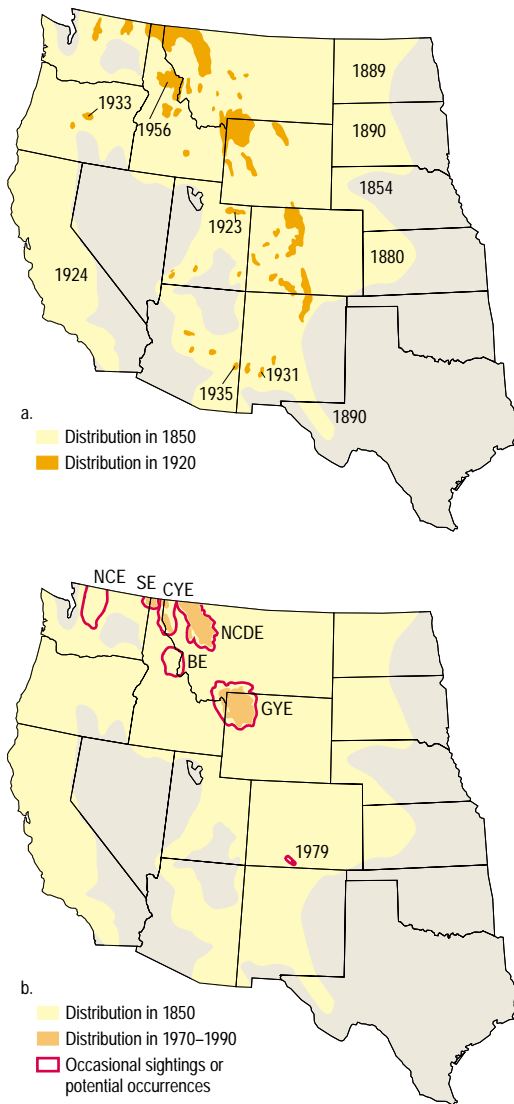 1889
1933
1890
1956
1854
1923
1880
1924
1931
1935
1890
a.
Distribution in 1850
Distribution in 1920
NCE
SE
CYE
NCDE
BE
GYE
1979
b.
Distribution in 1850
Distribution in 1970–1990
Occasional sightings or
potential occurrences